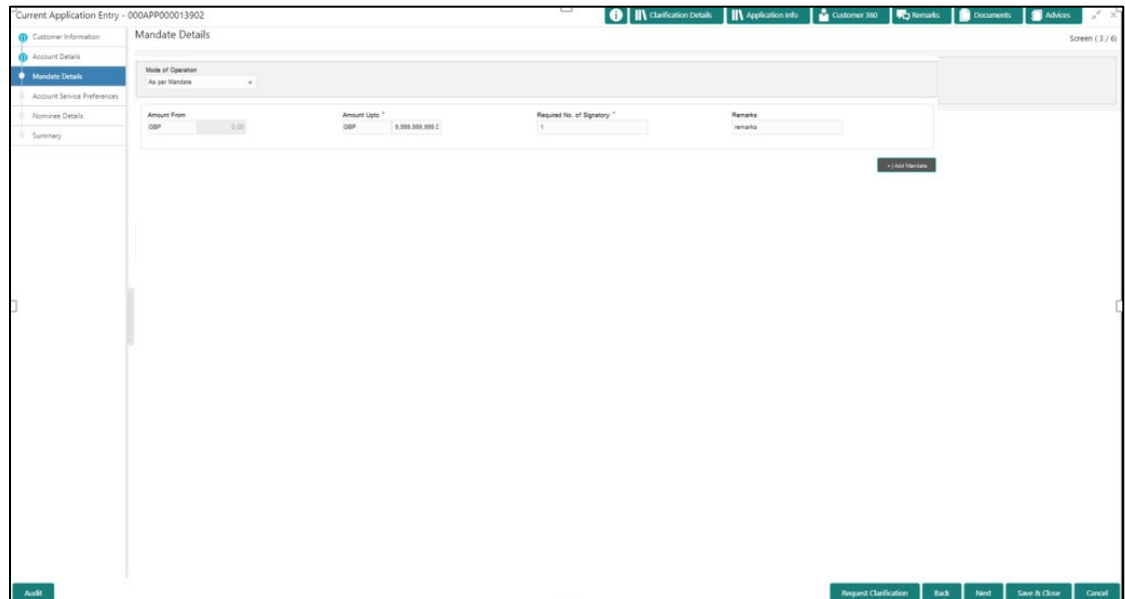 Current Application Entry - 000APP000013902
Clarification Details
Application Info
Customer 360
Remarks
Documents
Advices
Customer Information
Account Details
Mandate Details
Account Service Preferences
Nominee Details
Summary
Mandate Details
Screen ( 3 / 6)
Mode of Operation
As per Mandate
Amount From
Amount Upto *
Required No. of Signatory *
Remarks
GBP 0.00
GBP 9,999,999,999.0
1
remarks
+ | Add Mandate
Audit
Request Clarification
Back
Next
Save & Close
Cancel